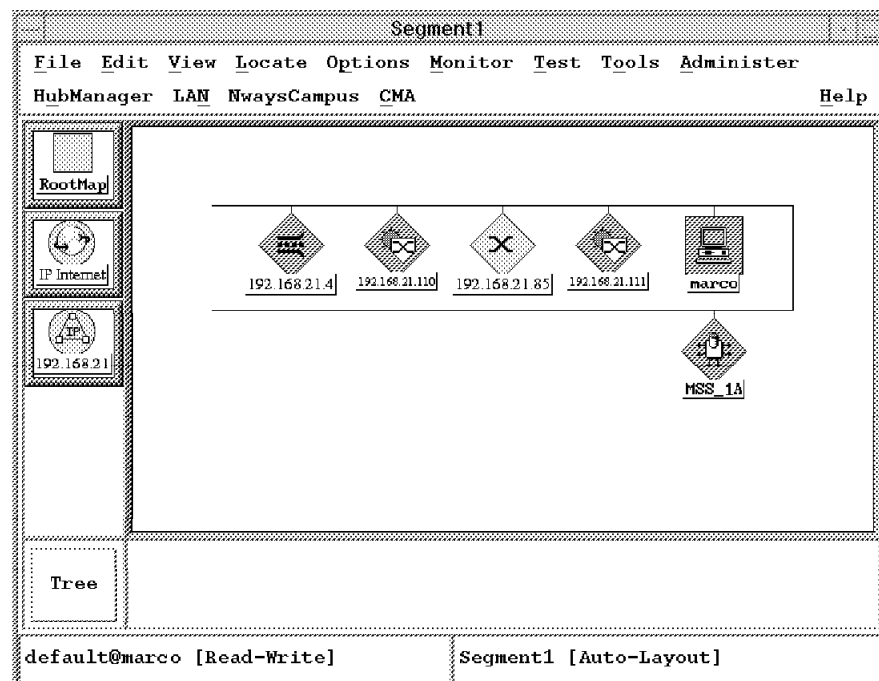 Segment1
File Edit View Locate Options Monitor Test Tools Administer
HubManager LAN NwaysCampus CMA Help
RootMap
IP Internet
IP
192.168.21
192.168.21.4 192.168.21.110 192.168.21.85 192.168.21.111 marco
MSS_1A
Tree
default@marco [Read-Write] Segment1 [Auto-Layout]